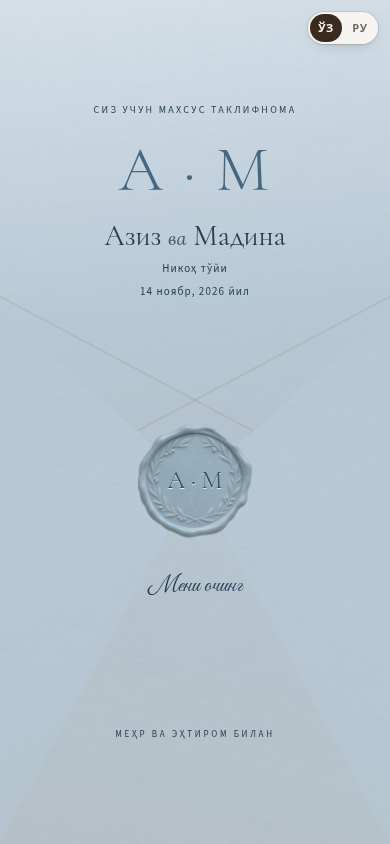 ЎЗ РУ
СИЗ УЧУН МАХСУС ТАКЛИФНОМА
А · М
Азиз ва Мадина
Никоҳ тўйи
14 ноябр, 2026 йил
А · М
Мени очинг
МЕҲР ВА ЭҲТИРОМ БИЛАН